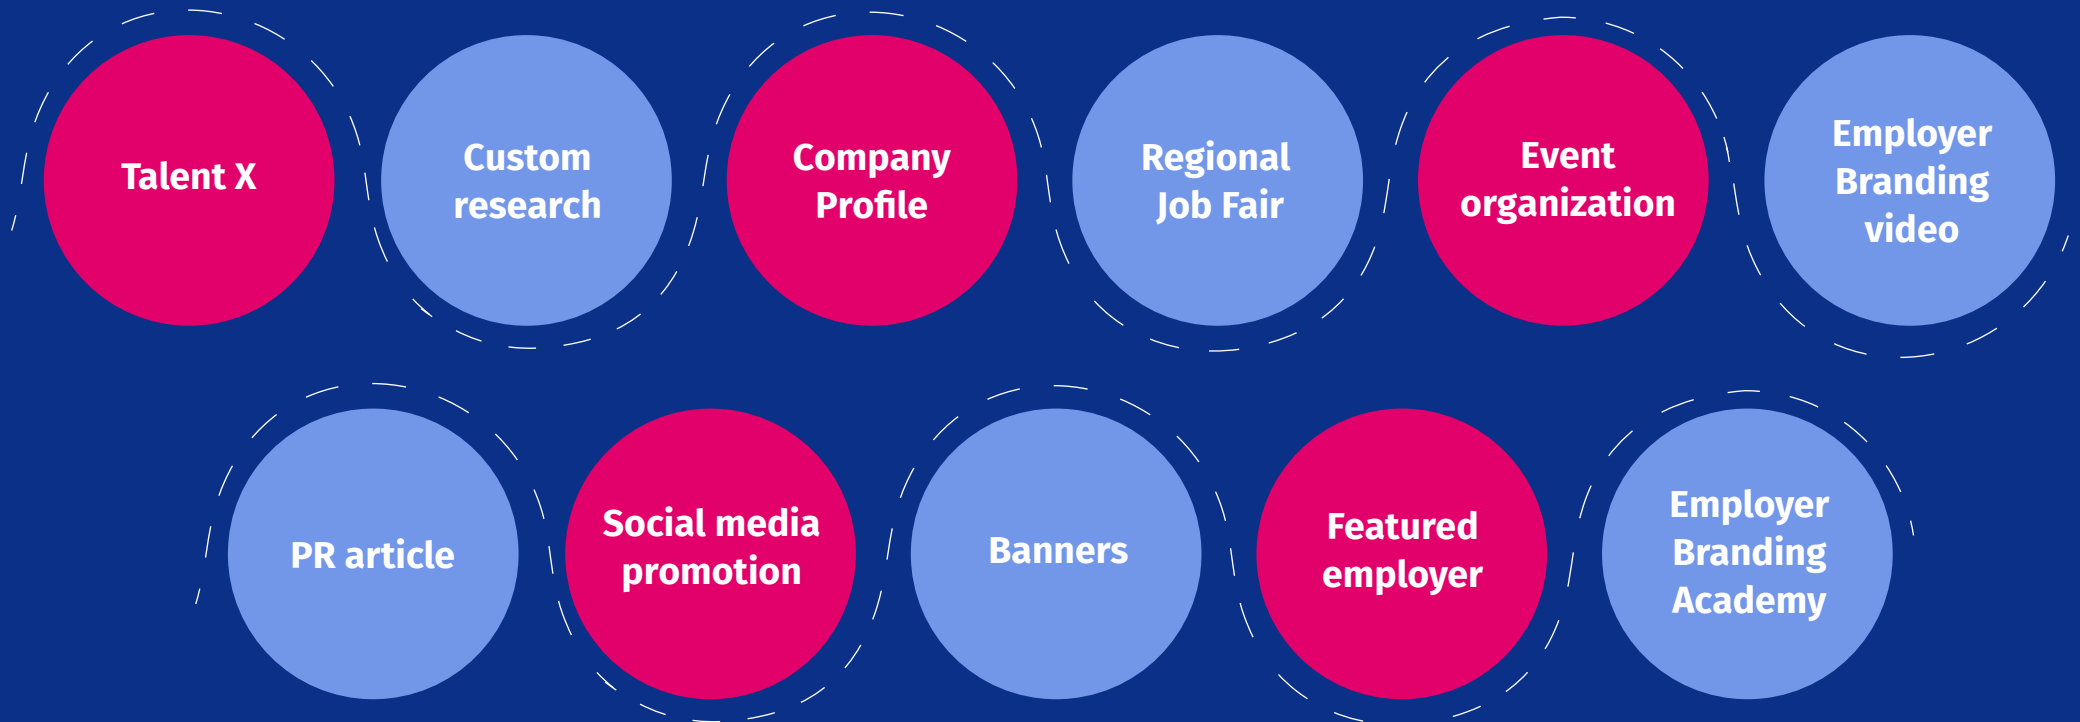 Talent X
Custom
research
Company
Profile
Regional
Job Fair
Event
organization
Employer
Branding
video
PR article
Social media
promotion
Banners
Featured
employer
Employer
Branding
Academy